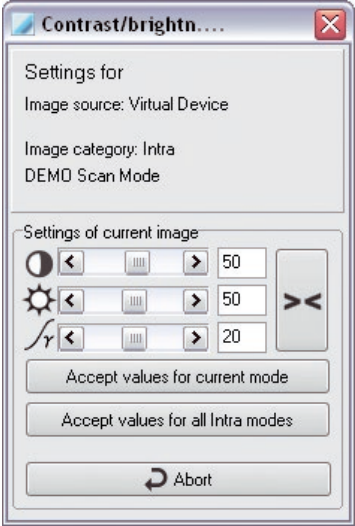 Contrast/brightn....
Settings for
Image source: Virtual Device
Image category: Intra
DEMO Scan Mode
Settings of current image
50
50
γ 20
><
Accept values for current mode
Accept values for all Intra modes
Abort